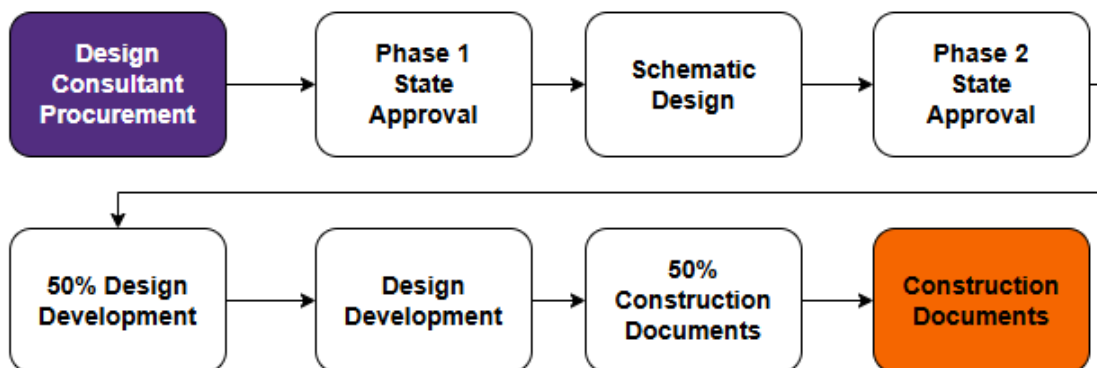 Design
Consultant
Procurement
Phase 1
State
Approval
Schematic
Design
Phase 2
State
Approval
50% Design
Development
Design
Development
50%
Construction
Documents
Construction
Documents